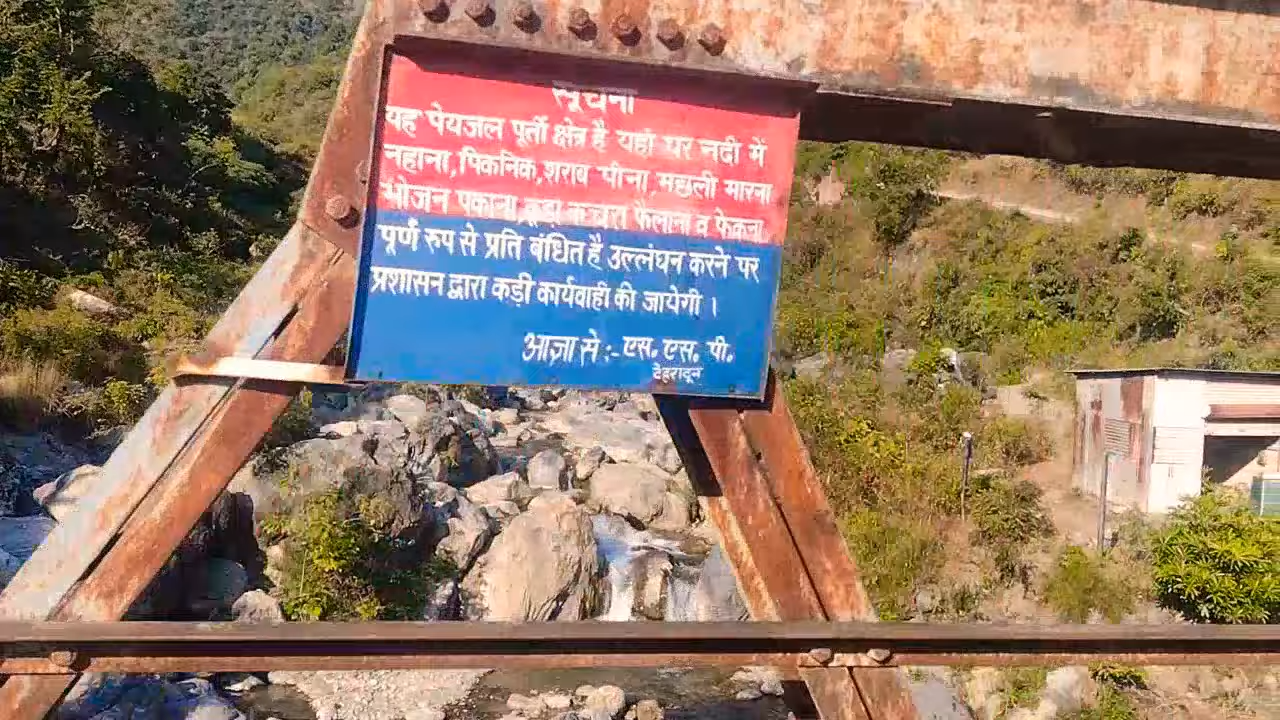 सूचना
यह पेयजल पूर्ती क्षेत्र है यहां पर नदी में
नहाना,पिकनिक,शराब पीना,मछली मारना
भोजन पकाना,कूडा कचरा फैलाना व फेकना
पूर्ण रुप से प्रति बंधित है उल्लंघन करने पर
प्रशासन द्वारा कड़ी कार्यवाही की जायेगी ।
आज्ञा से :- एस. एस. पी.
देहरादून